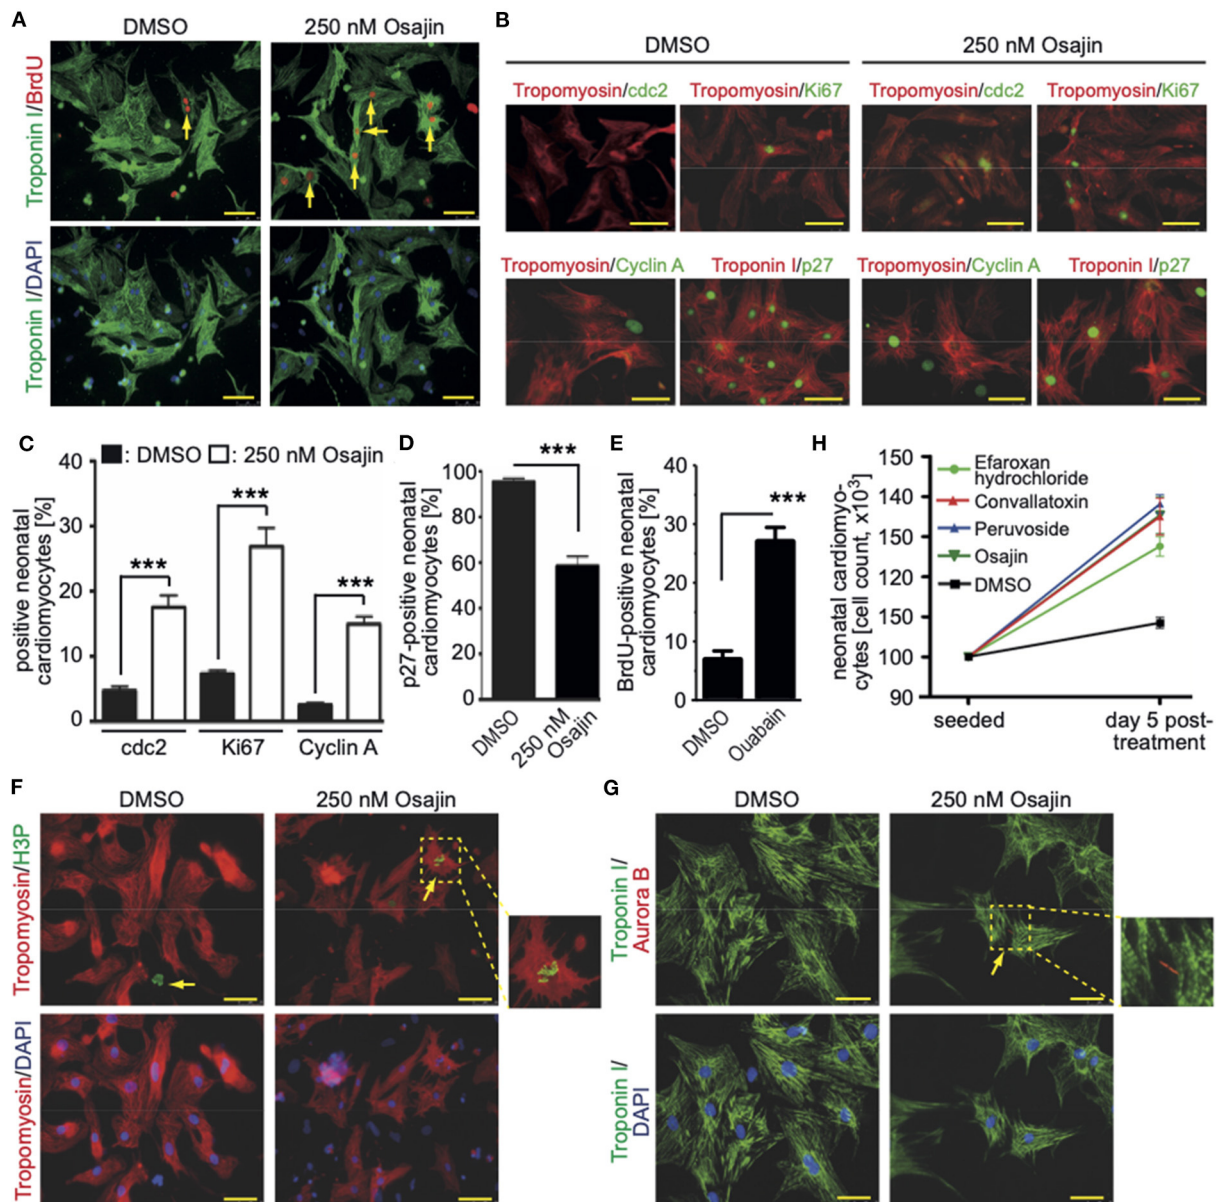 A
DMSO
250 nM Osajin
Troponin I/BrdU
Troponin I/DAPI
B
DMSO
250 nM Osajin
Tropomyosin/cdc2
Tropomyosin/Ki67
Tropomyosin/cdc2
Tropomyosin/Ki67
Tropomyosin/Cyclin A
Troponin I/p27
Tropomyosin/Cyclin A
Troponin I/p27
C
: DMSO
: 250 nM Osajin
positive neonatal
cardiomyocytes [%]
40
30
20
10
0
***
***
***
cdc2
Ki67
Cyclin A
D
p27-positive neonatal
cardiomyocytes [%]
100
80
60
40
20
0
***
DMSO
250 nM
Osajin
E
BrdU-positive neonatal
cardiomyocytes [%]
40
30
20
10
0
***
DMSO
Ouabain
H
neonatal cardiomyo-
cytes [cell count, x10³]
150
140
150
120
150
100
90
Efaroxan
hydrochloride
Convallatoxin
Peruvoside
Osajin
DMSO
seeded
day 5 post-
treatment
F
DMSO
250 nM Osajin
Tropomyosin/H3P
Tropomyosin/DAPI
G
DMSO
250 nM Osajin
Troponin I/
Aurora B
Troponin I/
DAPI